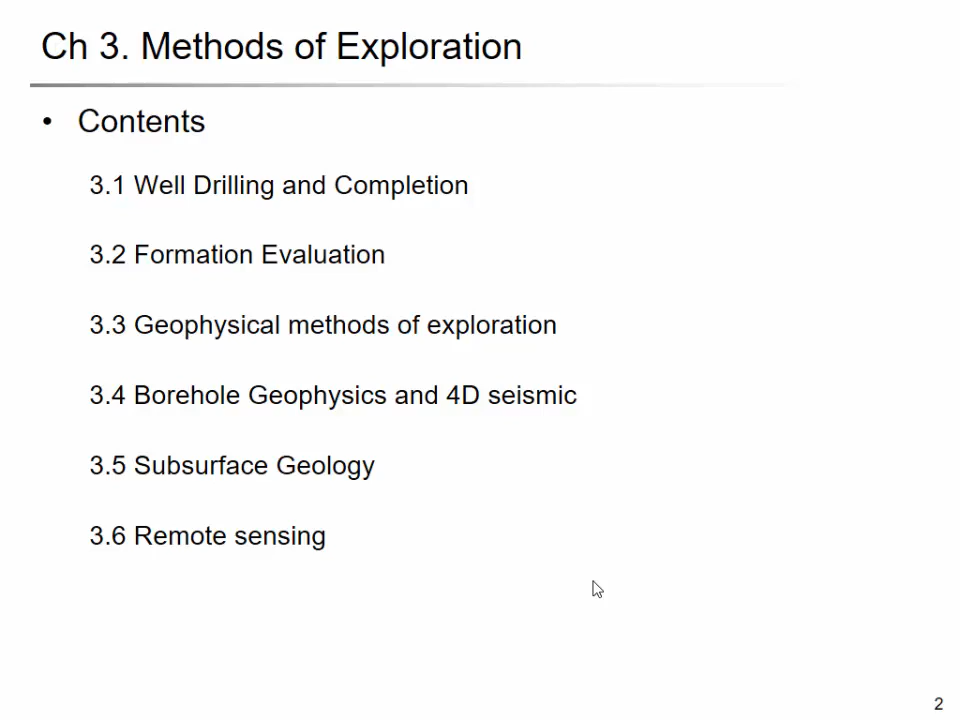 Ch 3. Methods of Exploration
• Contents
3.1 Well Drilling and Completion
3.2 Formation Evaluation
3.3 Geophysical methods of exploration
3.4 Borehole Geophysics and 4D seismic
3.5 Subsurface Geology
3.6 Remote sensing
2